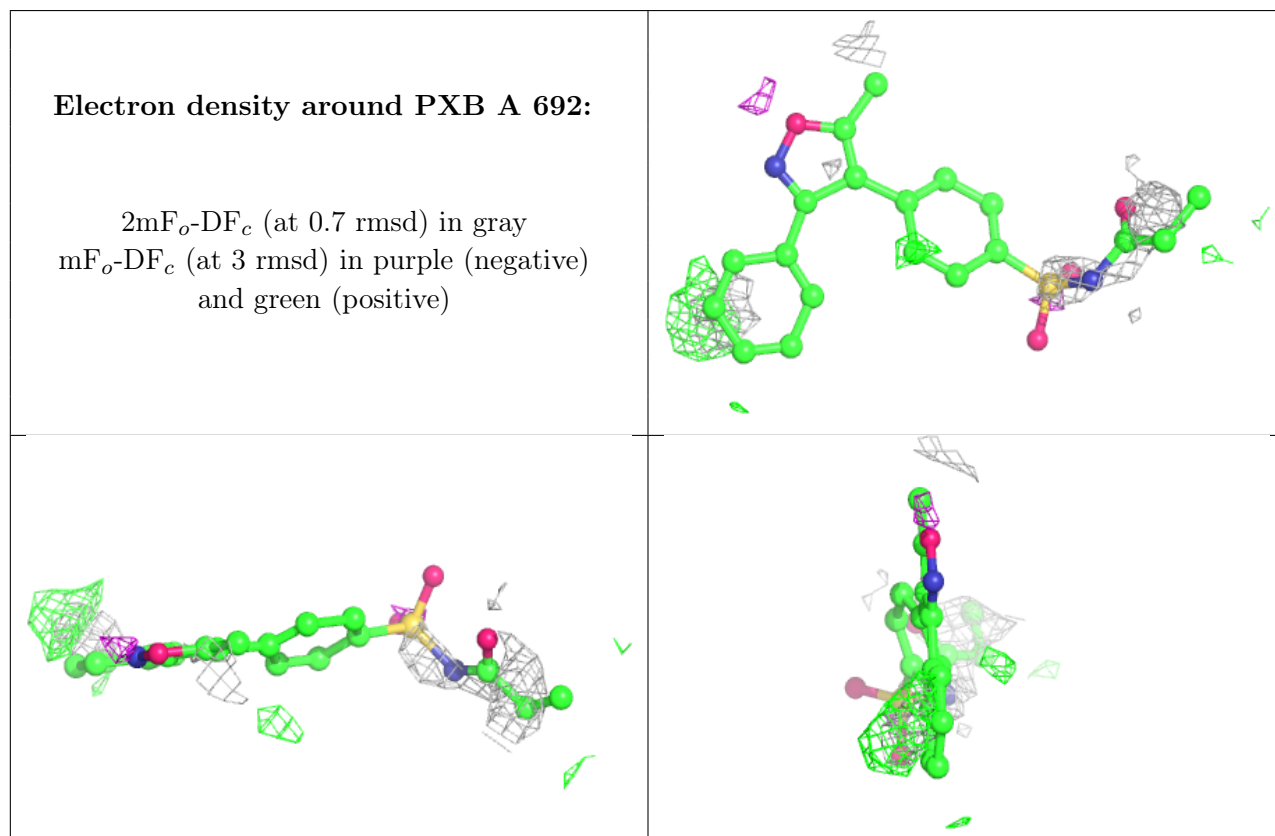 Electron density around PXB A 692:
2mFo-DFc (at 0.7 rmsd) in gray
mFo-DFc (at 3 rmsd) in purple (negative)
and green (positive)